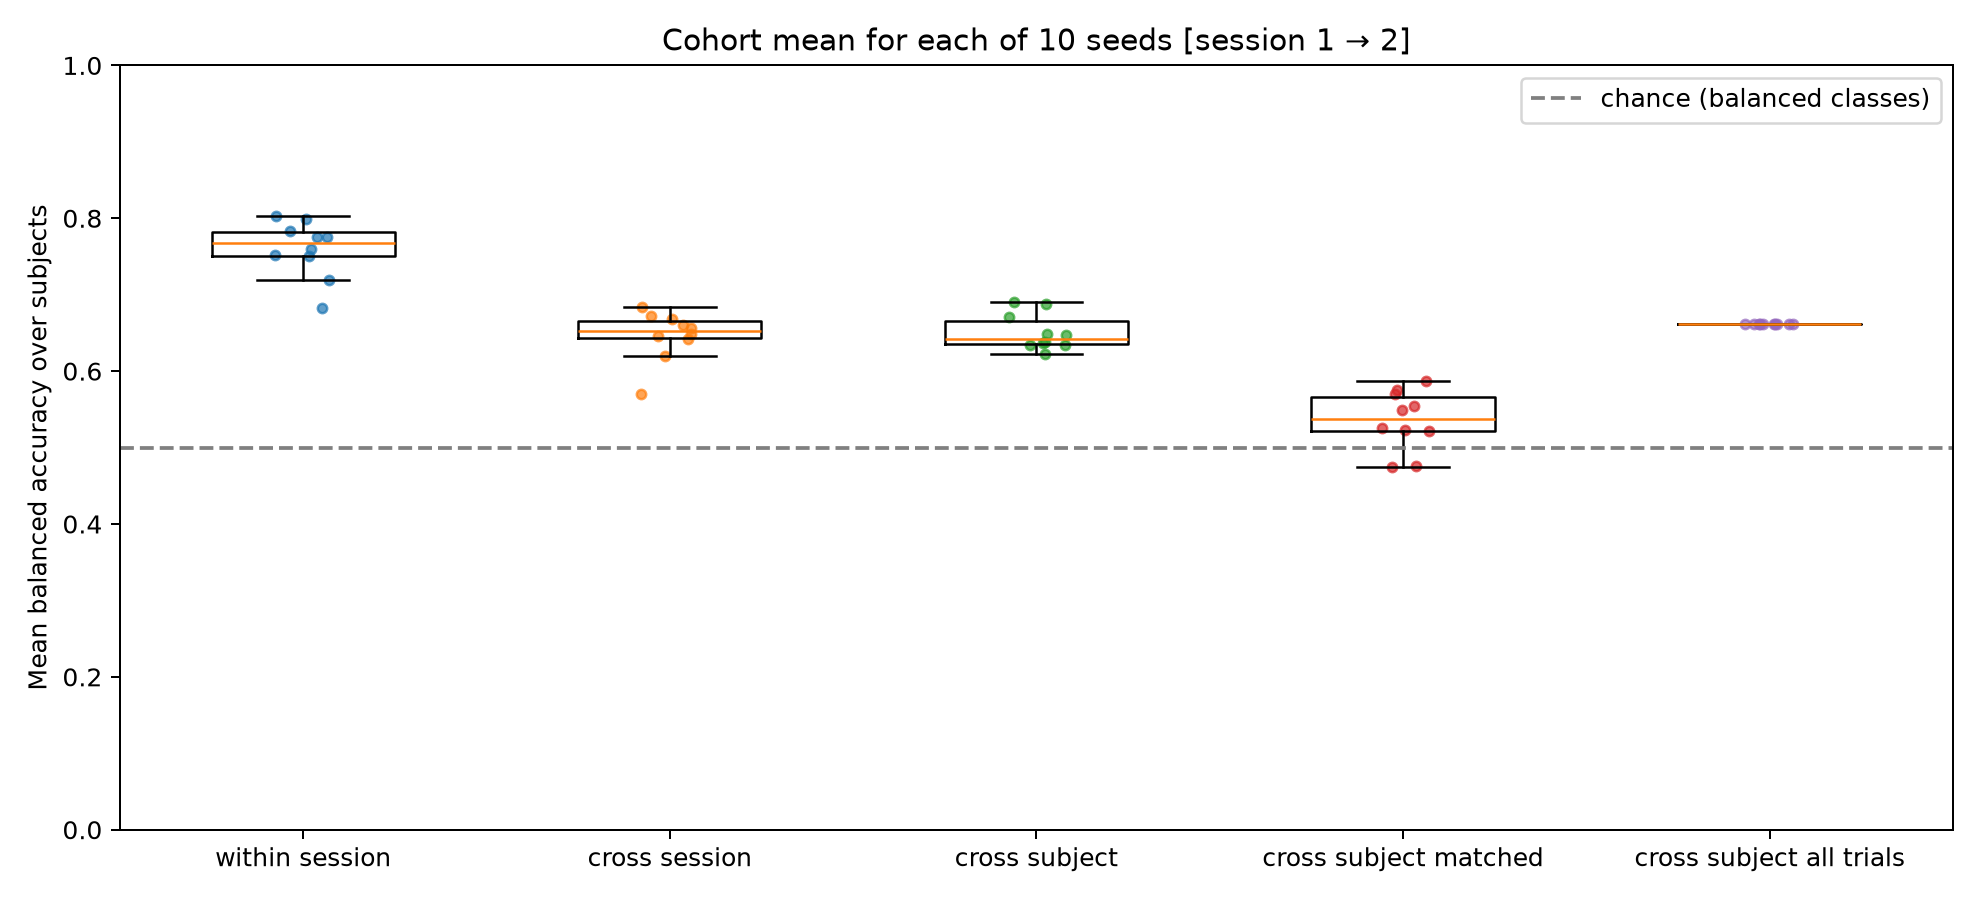 Cohort mean for each of 10 seeds [session 1 → 2]
1.0
chance (balanced classes)
0.8
0.6
0.4
0.2
0.0
Mean balanced accuracy over subjects
within session
cross session
cross subject
cross subject matched
cross subject all trials